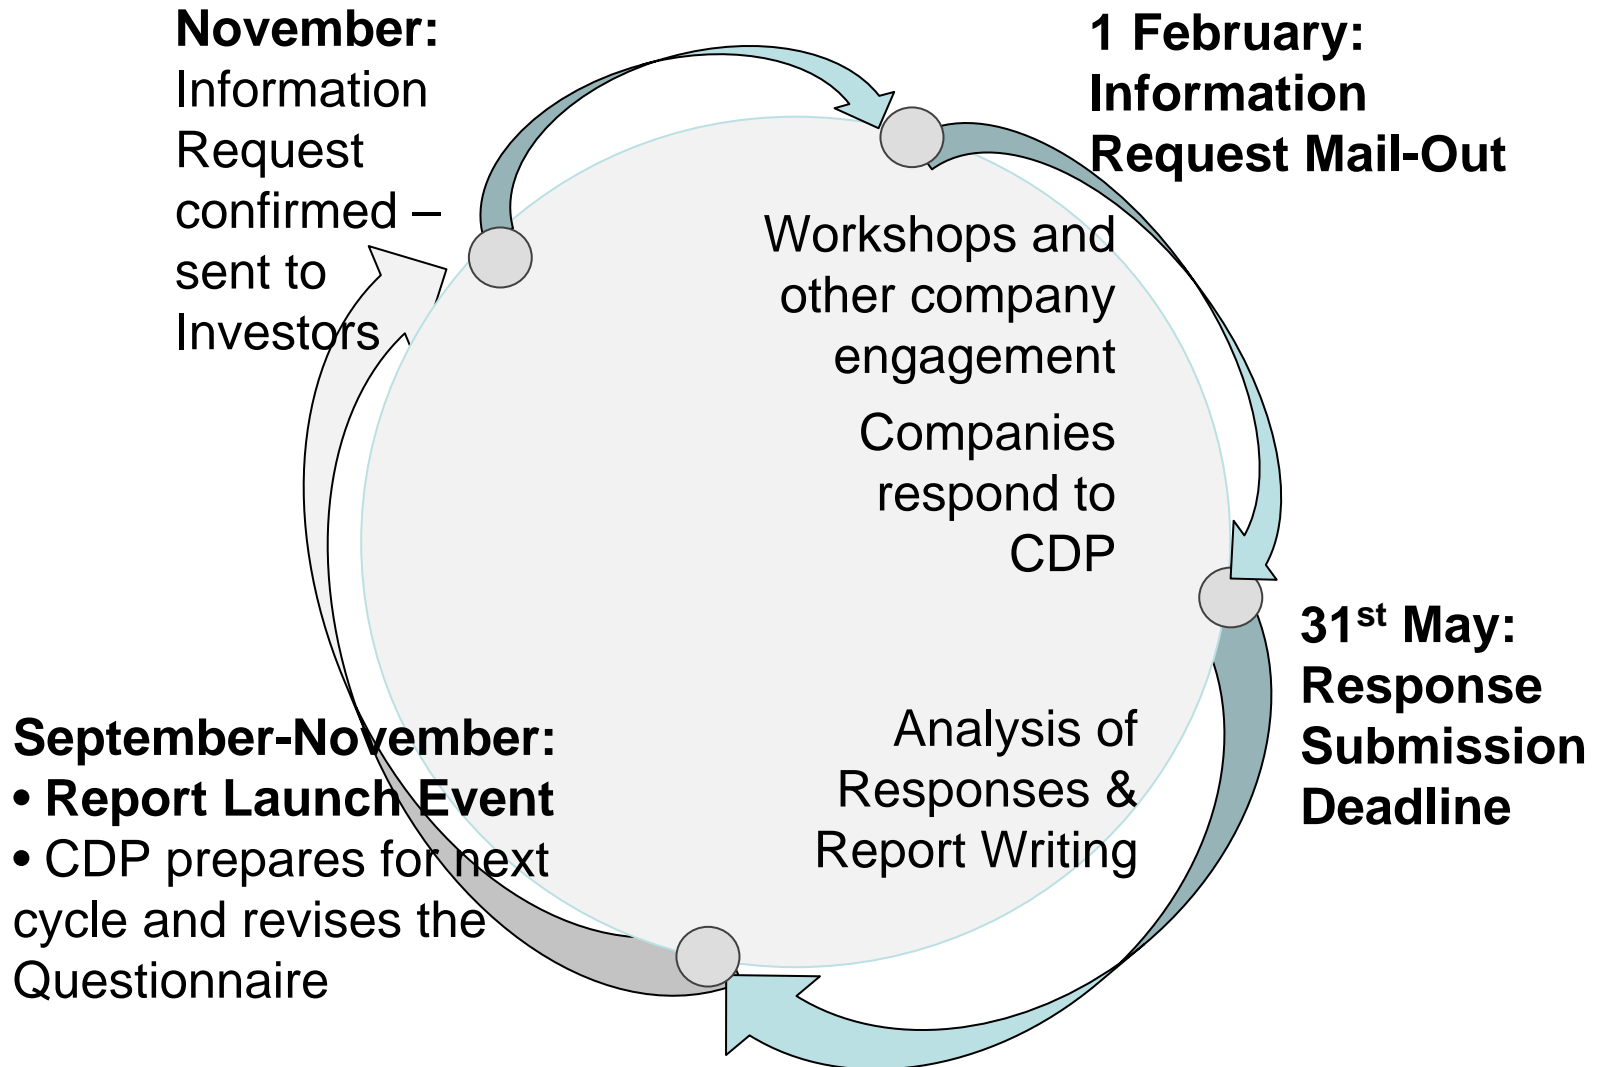 November:
Information
Request
confirmed –
sent to
Investors
1 February:
Information
Request Mail-Out
Workshops and
other company
engagement
Companies
respond to
CDP
31st May:
Response
Submission
Deadline
Analysis of
Responses &
Report Writing
September-November:
• Report Launch Event
• CDP prepares for next
cycle and revises the
Questionnaire